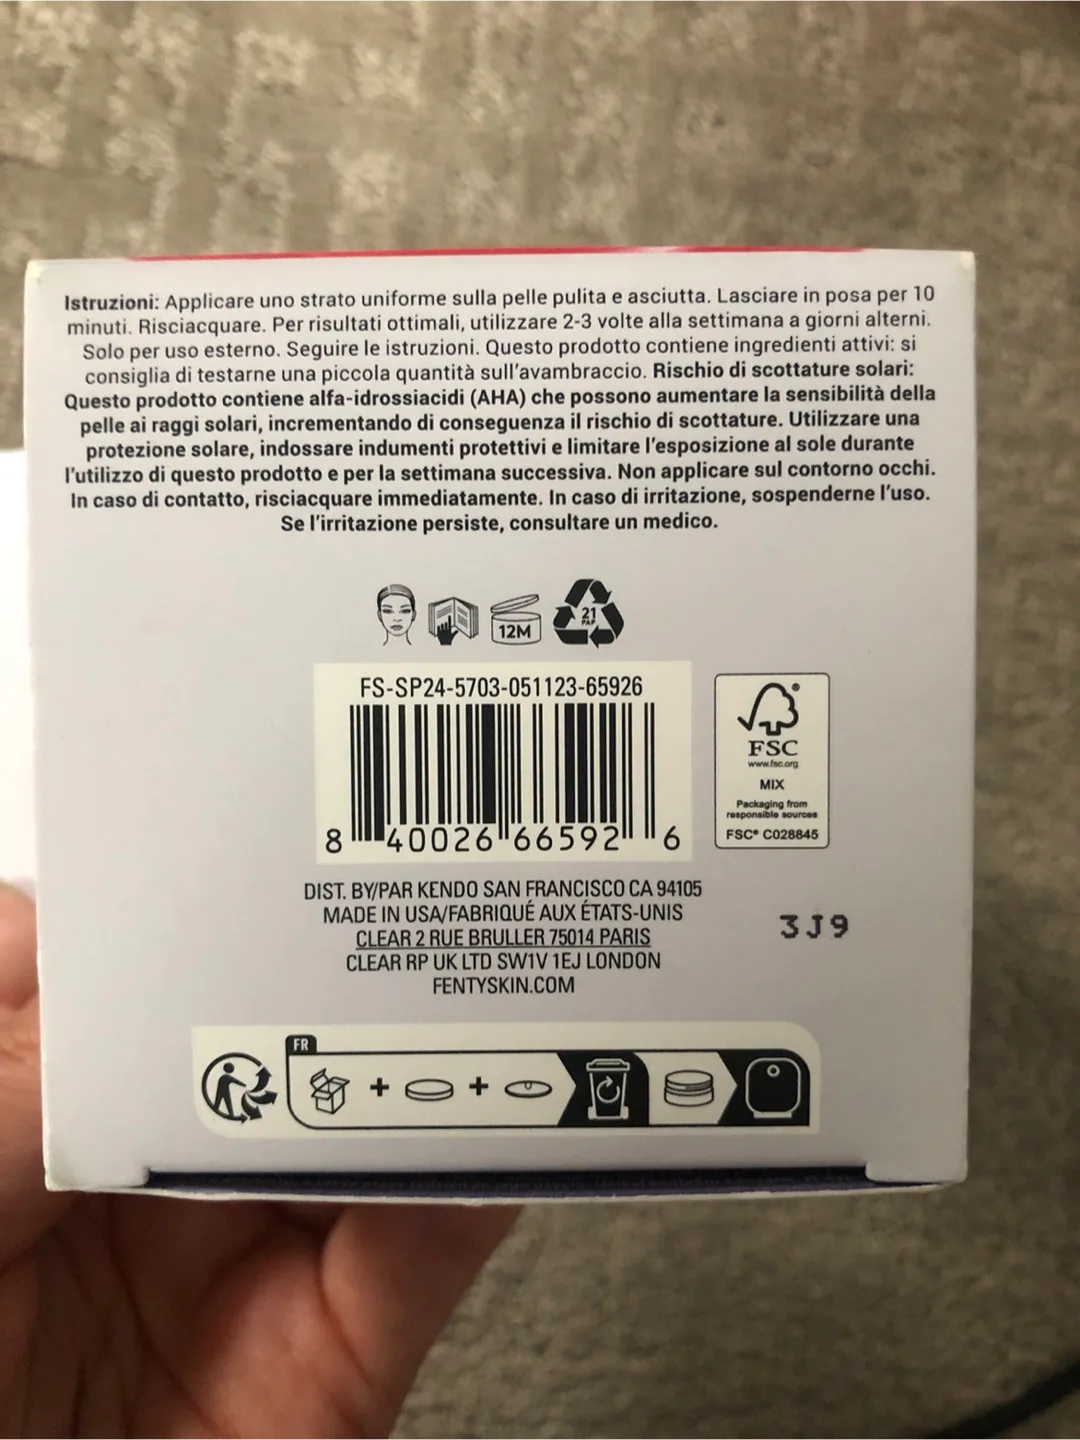 Istruzioni: Applicare uno strato uniforme sulla pelle pulita e asciutta. Lasciare in posa per 10
minuti. Risciacquare. Per risultati ottimali, utilizzare 2-3 volte alla settimana a giorni alterni.
Solo per uso esterno. Seguire le istruzioni. Questo prodotto contiene ingredienti attivi: si
consiglia di testarne una piccola quantità sull'avambraccio. Rischio di scottature solari:
Questo prodotto contiene alfa-idrossiacidi (AHA) che possono aumentare la sensibilità della
pelle ai raggi solari, incrementando di conseguenza il rischio di scottature. Utilizzare una
protezione solare, indossare indumenti protettivi e limitare l'esposizione al sole durante
l'utilizzo di questo prodotto e per la settimana successiva. Non applicare sul contorno occhi.
In caso di contatto, risciacquare immediatamente. In caso di irritazione, sospenderne l'uso.
Se l'irritazione persiste, consultare un medico.
12M
21
PAP
FS-SP24-5703-051123-65926
8 40026 66592 6
FSC
www.fsc.org
MIX
Packaging from
responsible sources
FSC® C028845
DIST. BY/PAR KENDO SAN FRANCISCO CA 94105
MADE IN USA/FABRIQUÉ AUX ÉTATS-UNIS
CLEAR 2 RUE BRULLER 75014 PARIS
CLEAR RP UK LTD SW1V 1EJ LONDON
FENTYSKIN.COM
3J9
FR